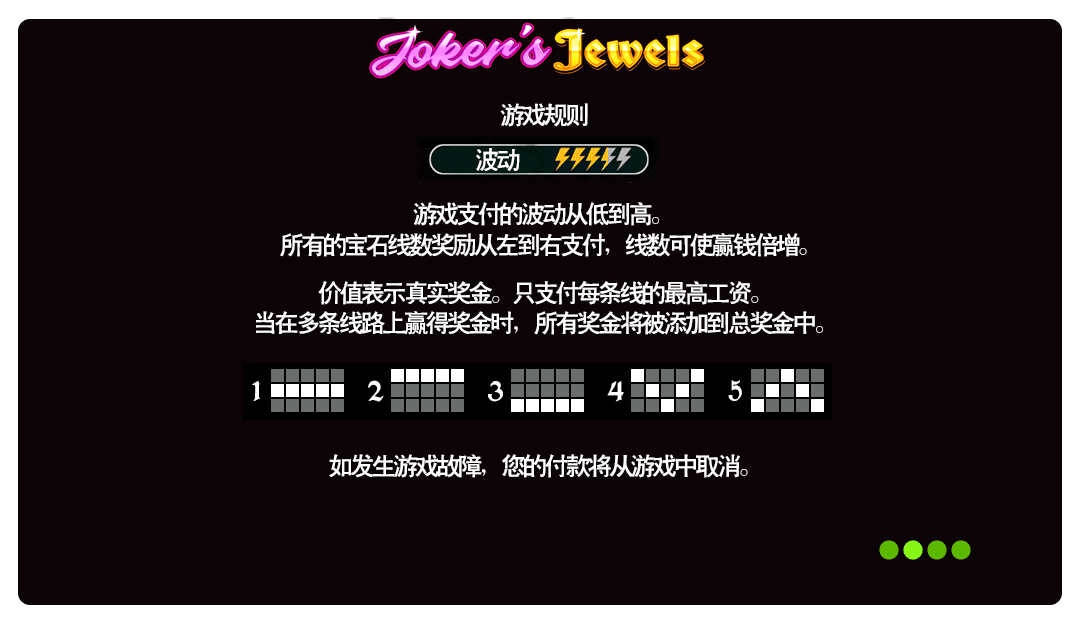 Joker's Jewels
游戏规则
波动
游戏支付的波动从低到高。
所有的宝石线数奖励从左到右支付，线数可使赢钱倍增。
价值表示真实奖金。只支付每条线的最高工资。
当在多条线路上赢得奖金时，所有奖金将被添加到总奖金中。
1 2 3 4 5
如发生游戏故障，您的付款将从游戏中取消。